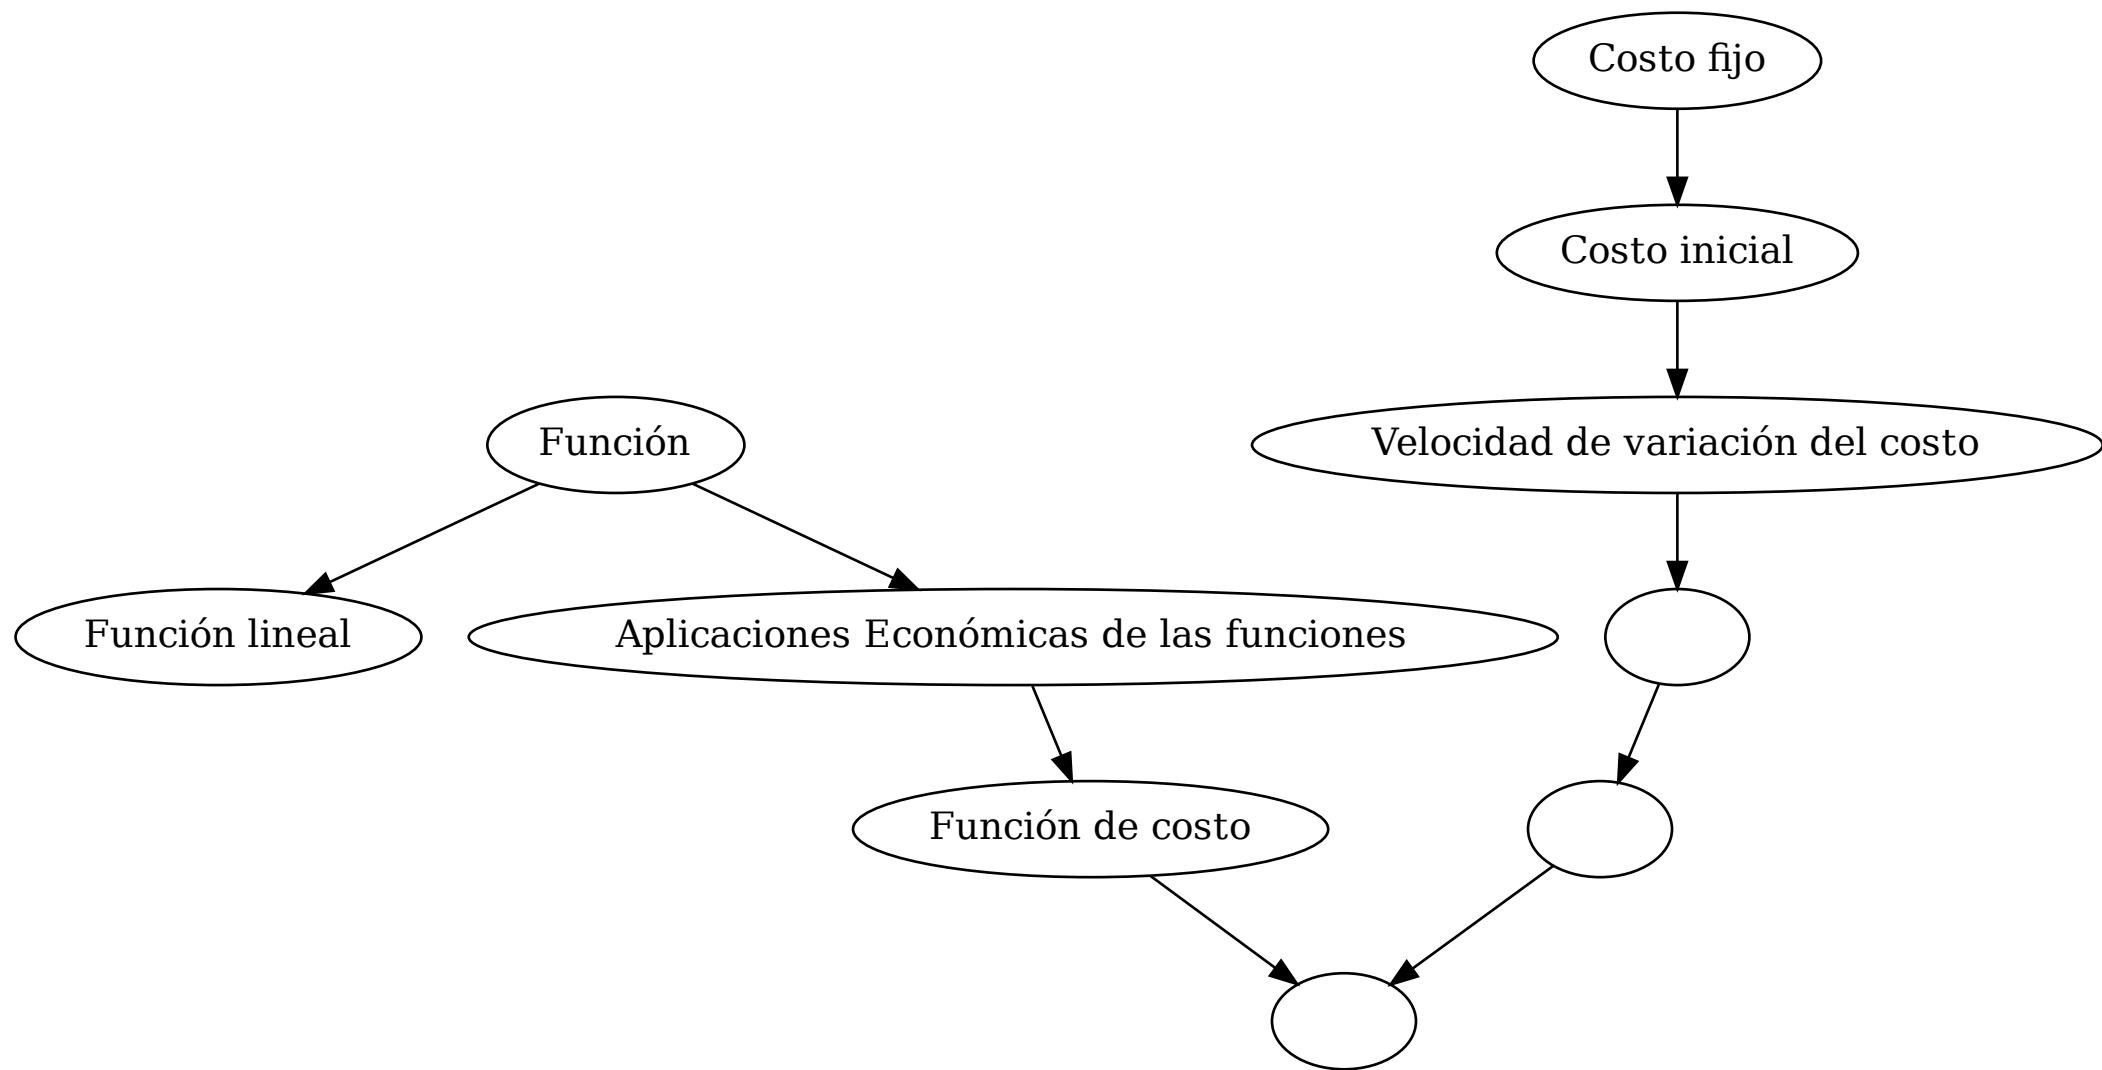 Costo fijo
Costo inicial
Función
Velocidad de variación del costo
Función lineal
Aplicaciones Económicas de las funciones
Función de costo